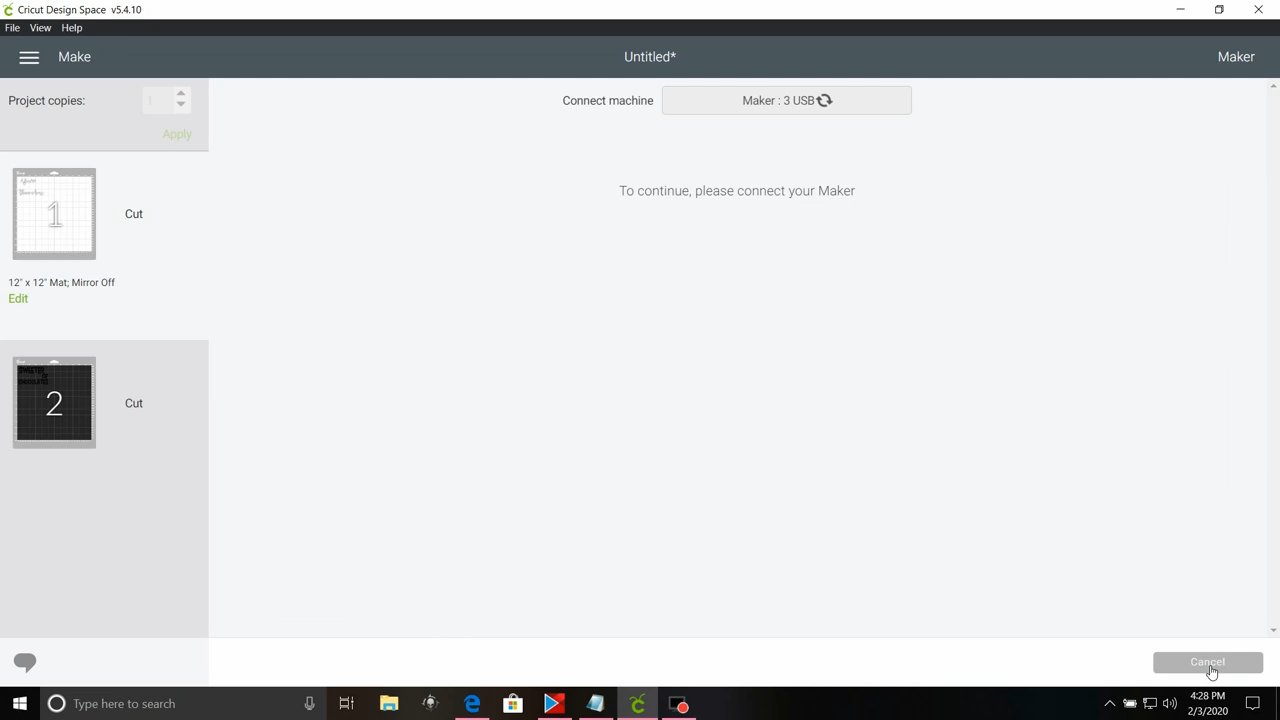 Cricut Design Space v5.4.10
File View Help
Make
Untitled*
Maker
Project copies:
1
Apply
Connect machine
Maker : 3 USB
To continue, please connect your Maker
1
Cut
12" x 12" Mat; Mirror Off
Edit
2
Cut
Cancel
Type here to search
4:28 PM
2/3/2020